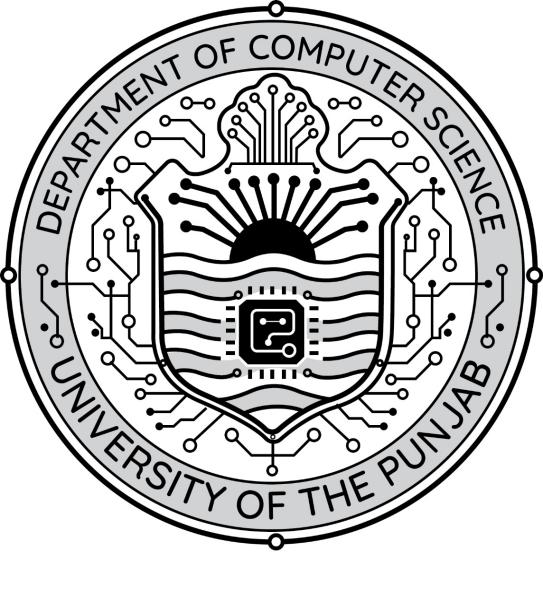 DEPARTMENT OF COMPUTER SCIENCE
UNIVERSITY OF THE PUNJAB